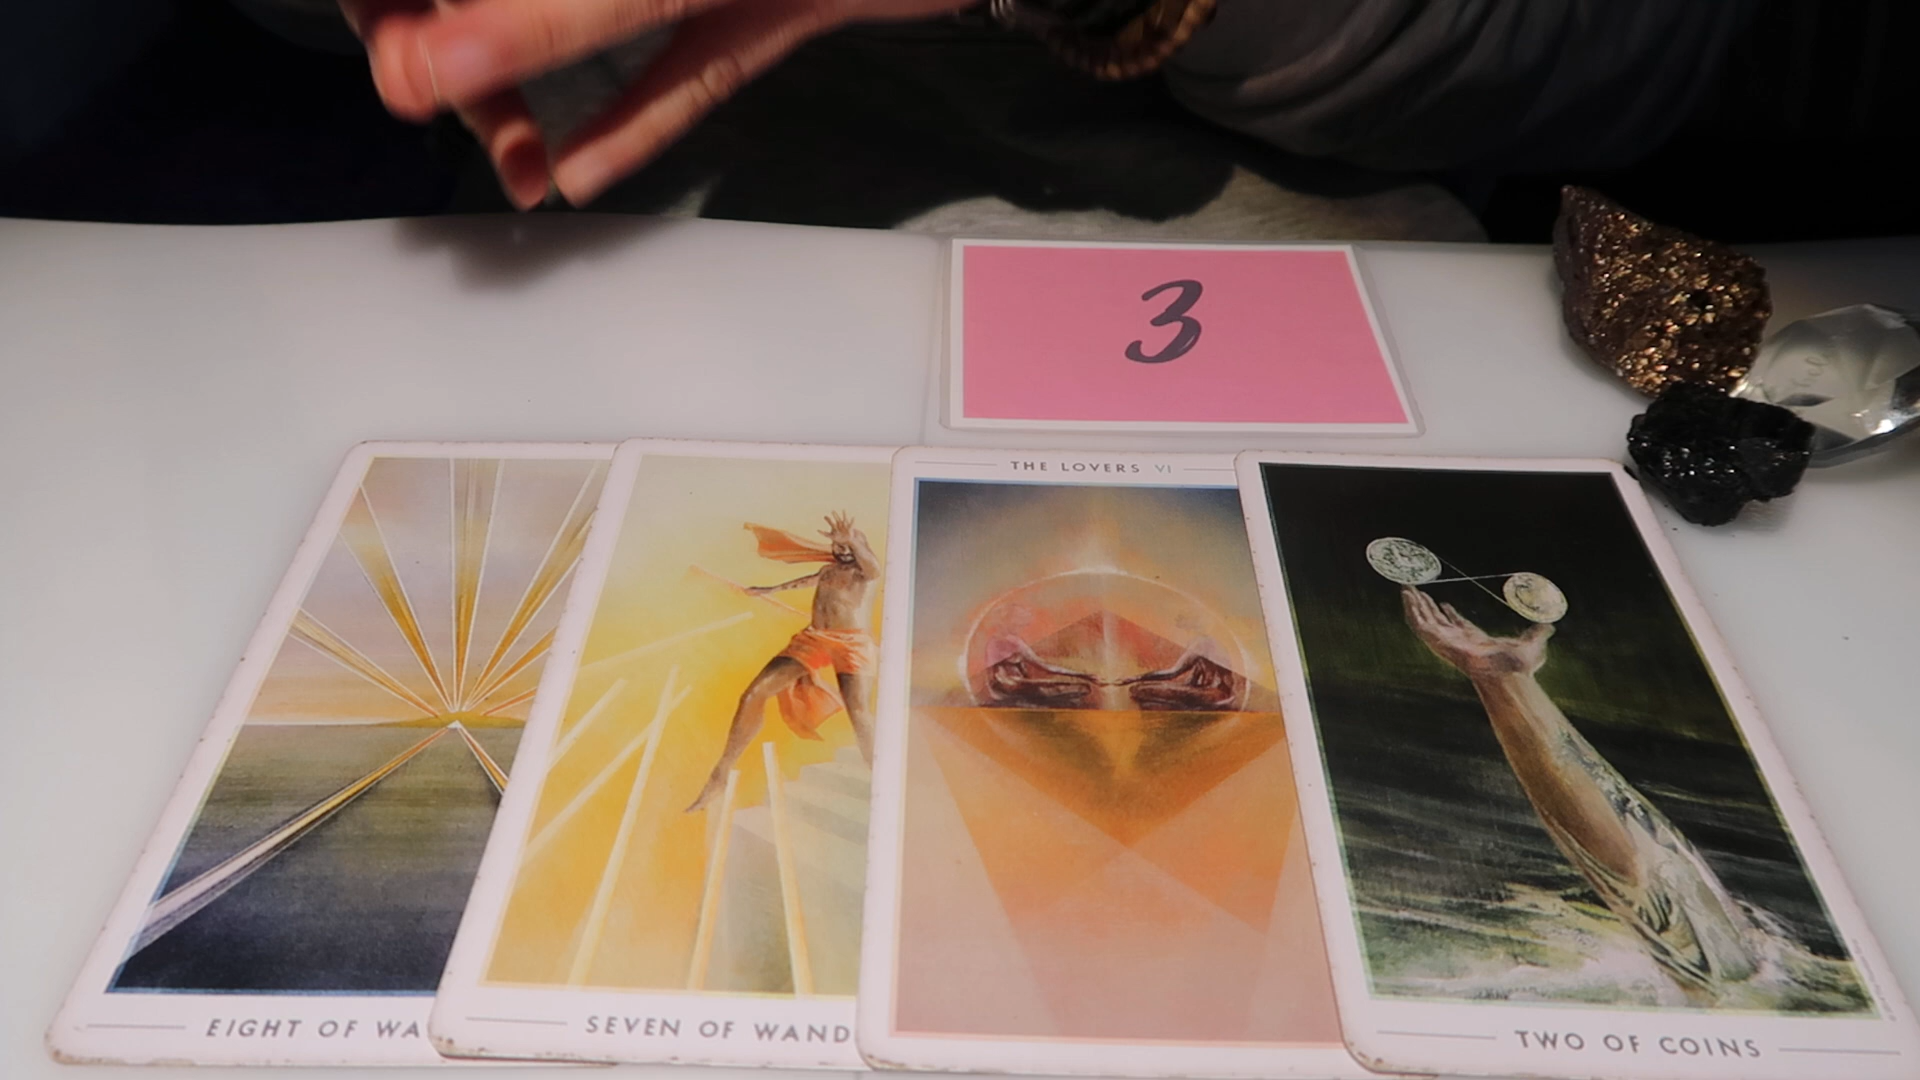 3
THE LOVERS VI
EIGHT OF WA
SEVEN OF WAND
TWO OF COINS